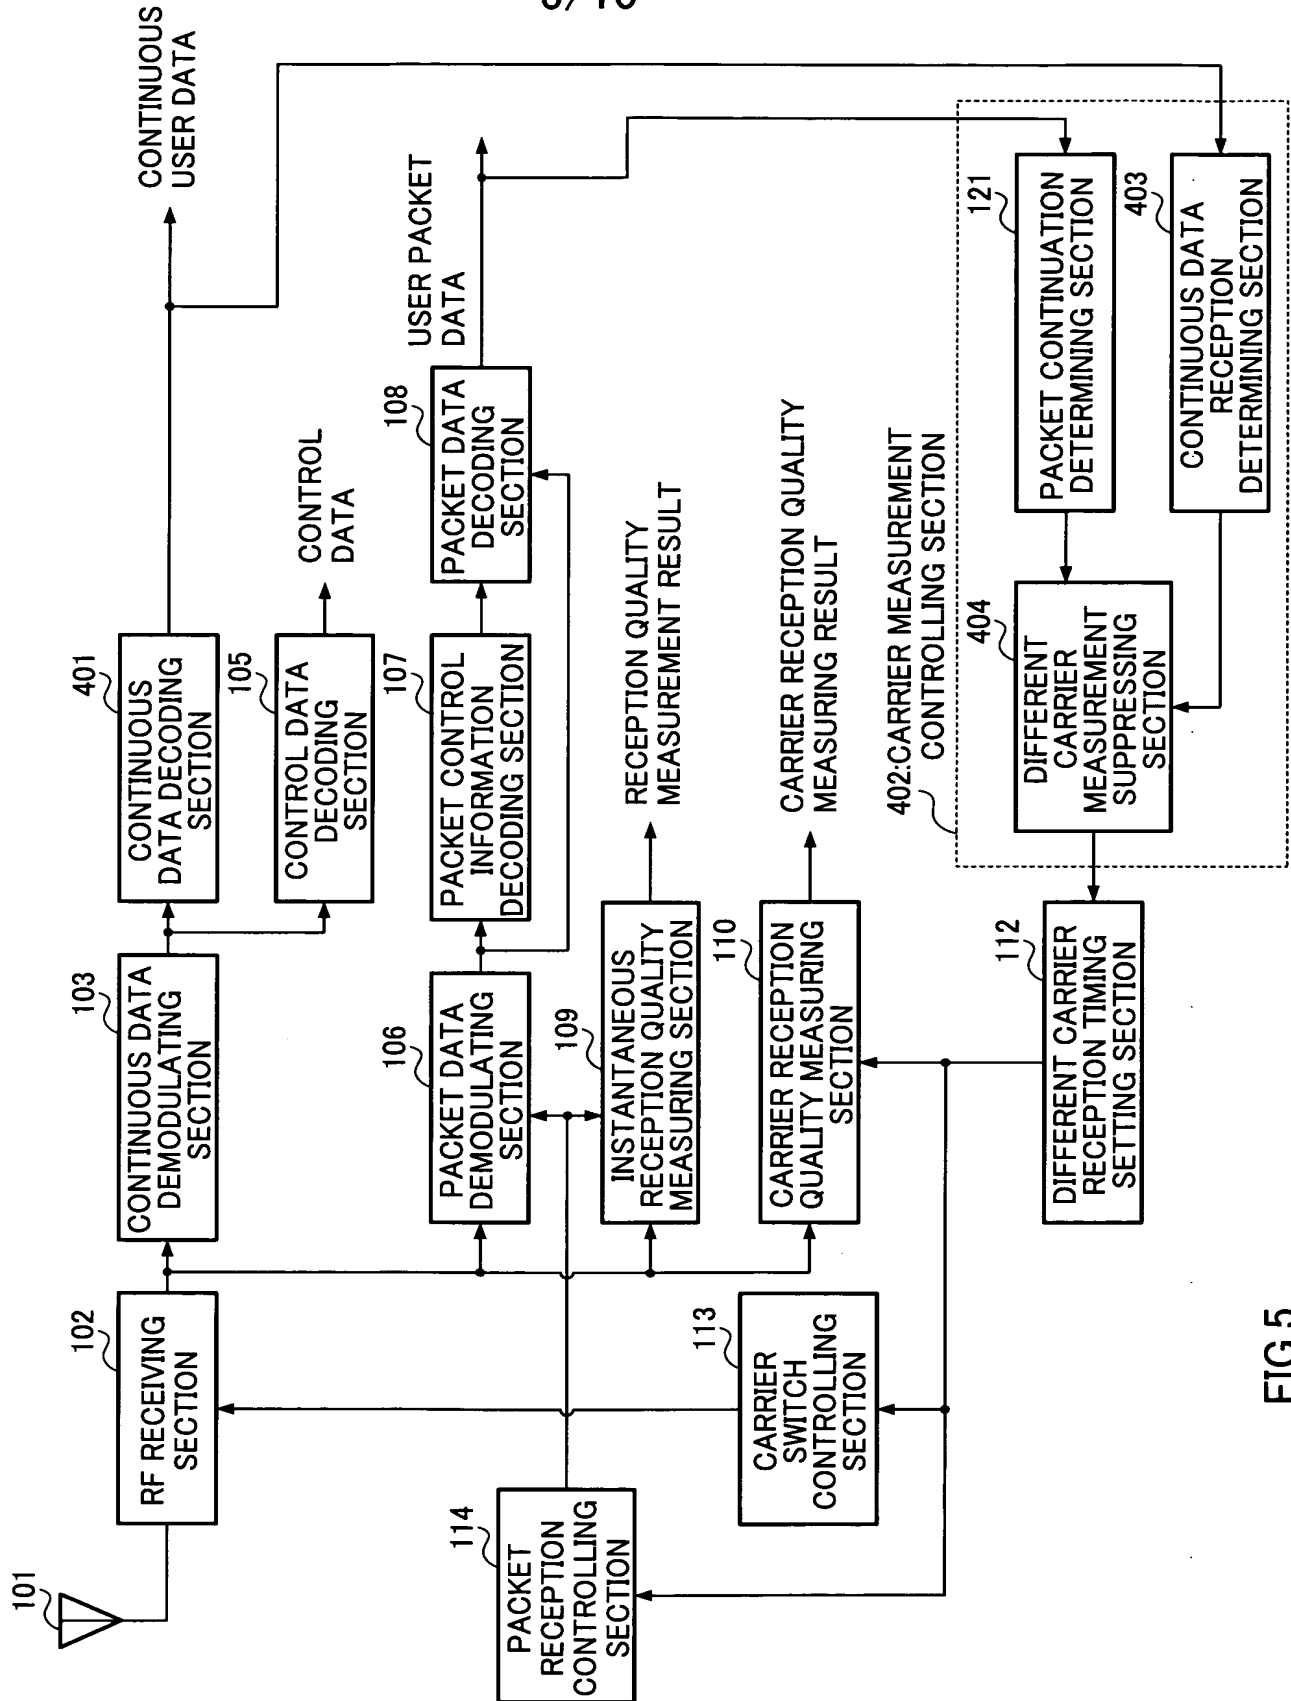 101
102
RF RECEIVING
SECTION
103
CONTINUOUS DATA
DEMODULATING
SECTION
401
CONTINUOUS
DATA DECODING
SECTION
CONTINUOUS
USER DATA
105
CONTROL DATA
DECODING
SECTION
CONTROL
DATA
106
PACKET DATA
DEMODULATING
SECTION
107
PACKET CONTROL
INFORMATION
DECODING SECTION
108
PACKET DATA
DECODING
SECTION
USER PACKET
DATA
109
INSTANTANEOUS
RECEPTION QUALITY
MEASURING SECTION
RECEPTION QUALITY
MEASUREMENT RESULT
110
CARRIER RECEPTION
QUALITY MEASURING
SECTION
CARRIER RECEPTION QUALITY
MEASURING RESULT
114
PACKET
RECEPTION
CONTROLLING
SECTION
113
CARRIER
SWITCH
CONTROLLING
SECTION
112
DIFFERENT CARRIER
RECEPTION TIMING
SETTING SECTION
402:CARRIER MEASUREMENT
CONTROLLING SECTION
404
DIFFERENT
CARRIER
MEASUREMENT
SUPPRESSING
SECTION
121
PACKET CONTINUATION
DETERMINING SECTION
403
CONTINUOUS DATA
RECEPTION
DETERMINING SECTION
FIG.5